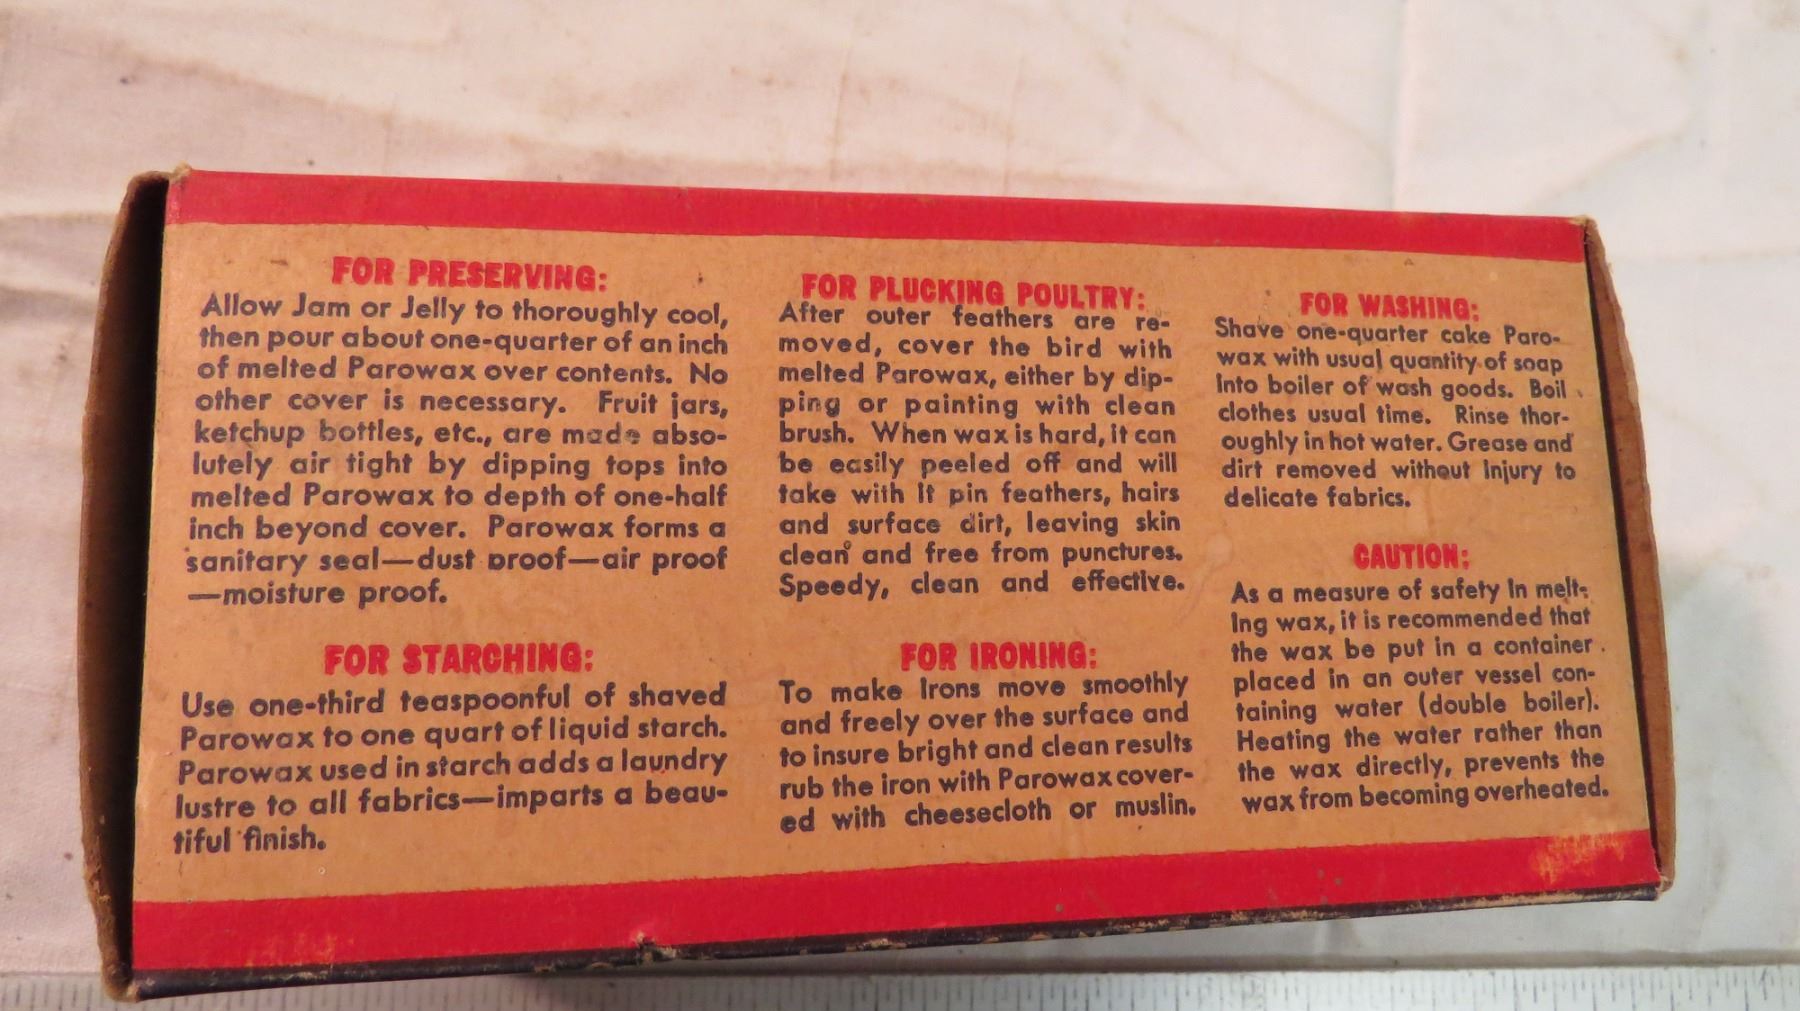 FOR PRESERVING:
Allow Jam or Jelly to thoroughly cool,
then pour about one-quarter of an inch
of melted Parowax over contents. No
other cover is necessary. Fruit jars,
ketchup bottles, etc., are made abso-
lutely air tight by dipping tops into
melted Parowax to depth of one-half
inch beyond cover. Parowax forms a
sanitary seal—dust proof—air proof
—moisture proof.
FOR STARCHING:
Use one-third teaspoonful of shaved
Parowax to one quart of liquid starch.
Parowax used in starch adds a laundry
lustre to all fabrics—imparts a beau-
tiful finish.
FOR PLUCKING POULTRY:
After outer feathers are re-
moved, cover the bird with
melted Parowax, either by dip-
ping or painting with clean
brush. When wax is hard, it can
be easily peeled off and will
take with it pin feathers, hairs
and surface dirt, leaving skin
clean and free from punctures.
Speedy, clean and effective.
FOR IRONING:
To make irons move smoothly
and freely over the surface and
to insure bright and clean results
rub the iron with Parowax cover-
ed with cheesecloth or muslin.
FOR WASHING:
Shave one-quarter cake Paro-
wax with usual quantity of soap
into boiler of wash goods. Boil
clothes usual time. Rinse thor-
oughly in hot water. Grease and
dirt removed without injury to
delicate fabrics.
CAUTION:
As a measure of safety in melt-
ing wax, it is recommended that
the wax be put in a container
placed in an outer vessel con-
taining water (double boiler).
Heating the water rather than
the wax directly, prevents the
wax from becoming overheated.